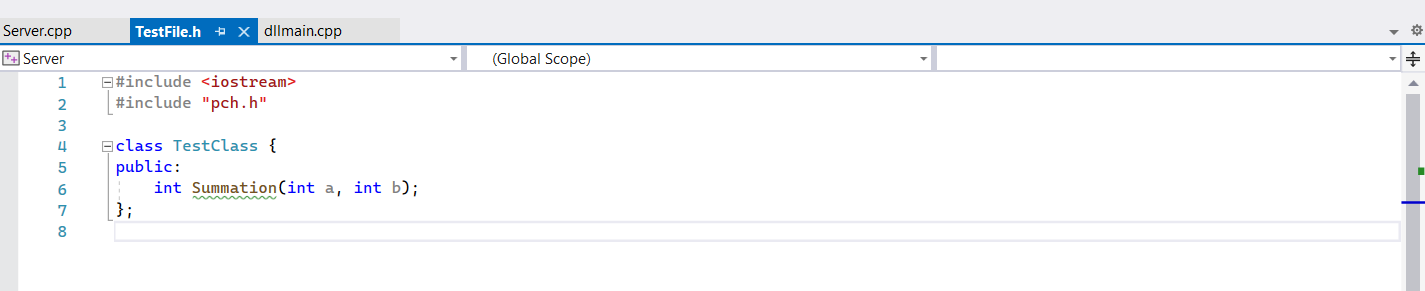 Server.cpp TestFile.h dllmain.cpp
Server (Global Scope)
1 #include <iostream>
2 #include "pch.h"
3
4 class TestClass {
5 public:
6     int Summation(int a, int b);
7 };
8